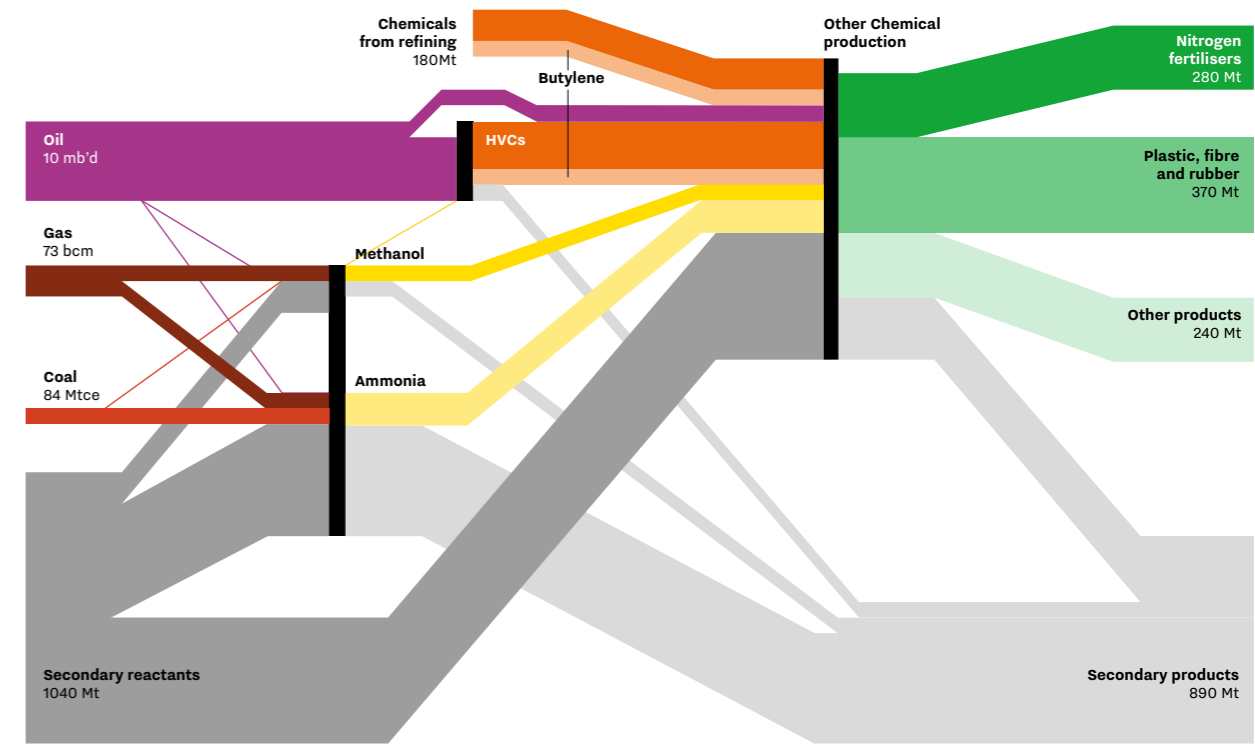 Chemicals
from refining
180Mt
Butylene
Other Chemical
production
Nitrogen
fertilisers
280 Mt
Oil
10 mb'd
HVCs
Plastic, fibre
and rubber
370 Mt
Gas
73 bcm
Methanol
Other products
240 Mt
Coal
84 Mtce
Ammonia
Secondary reactants
1040 Mt
Secondary products
890 Mt